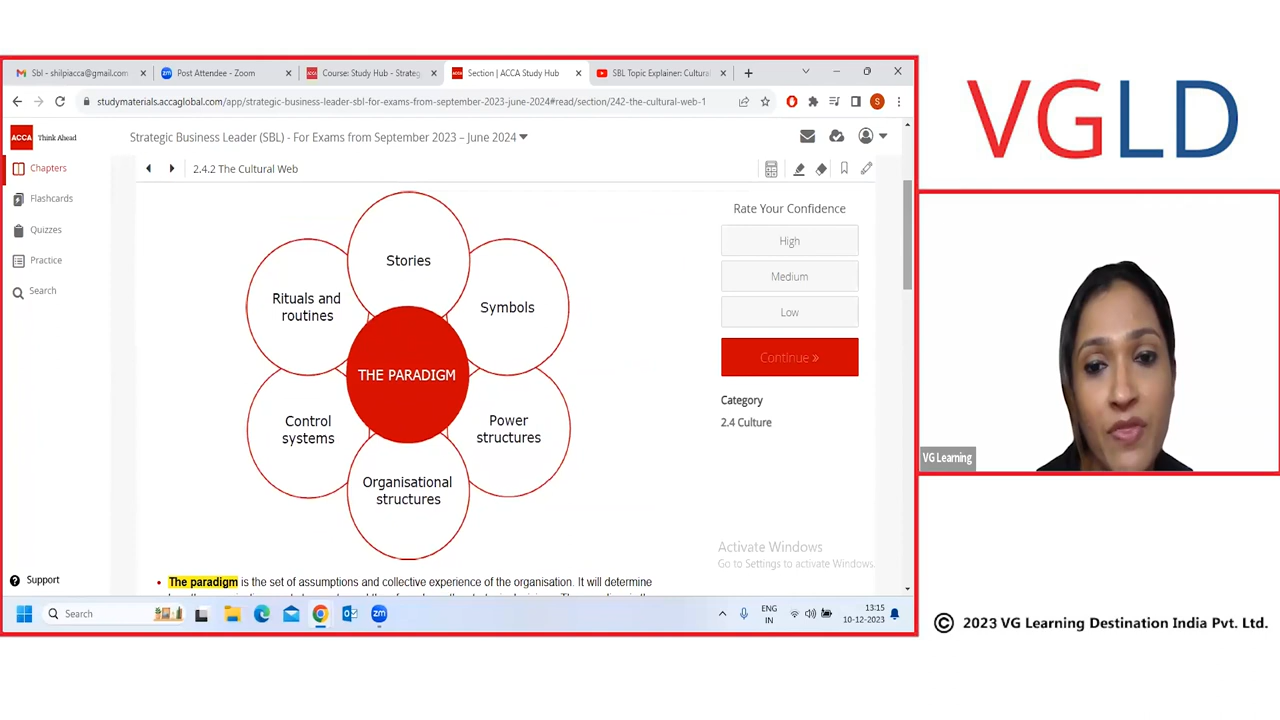 Sbl - shilpiacca@gmail.com
Post Attendee - Zoom
Course: Study Hub - Strateg
Section | ACCA Study Hub
SBL Topic Explainer: Cultural
studymaterials.accaglobal.com/app/strategic-business-leader-sbl-for-exams-from-september-2023-june-2024#read/section/242-the-cultural-web-1
S
ACCA
Think Ahead
Strategic Business Leader (SBL) - For Exams from September 2023 – June 2024
Chapters
Flashcards
Quizzes
Practice
Search
Support
2.4.2 The Cultural Web
Stories
Symbols
Power
structures
Organisational
structures
Control
systems
Rituals and
routines
THE PARADIGM
Rate Your Confidence
High
Medium
Low
Continue »
Category
2.4 Culture
Activate Windows
Go to Settings to activate Windows.
• The paradigm is the set of assumptions and collective experience of the organisation. It will determine
Search
zm
ENG
IN
13:15
10-12-2023
VGLD
VG Learning
© 2023 VG Learning Destination India Pvt. Ltd.